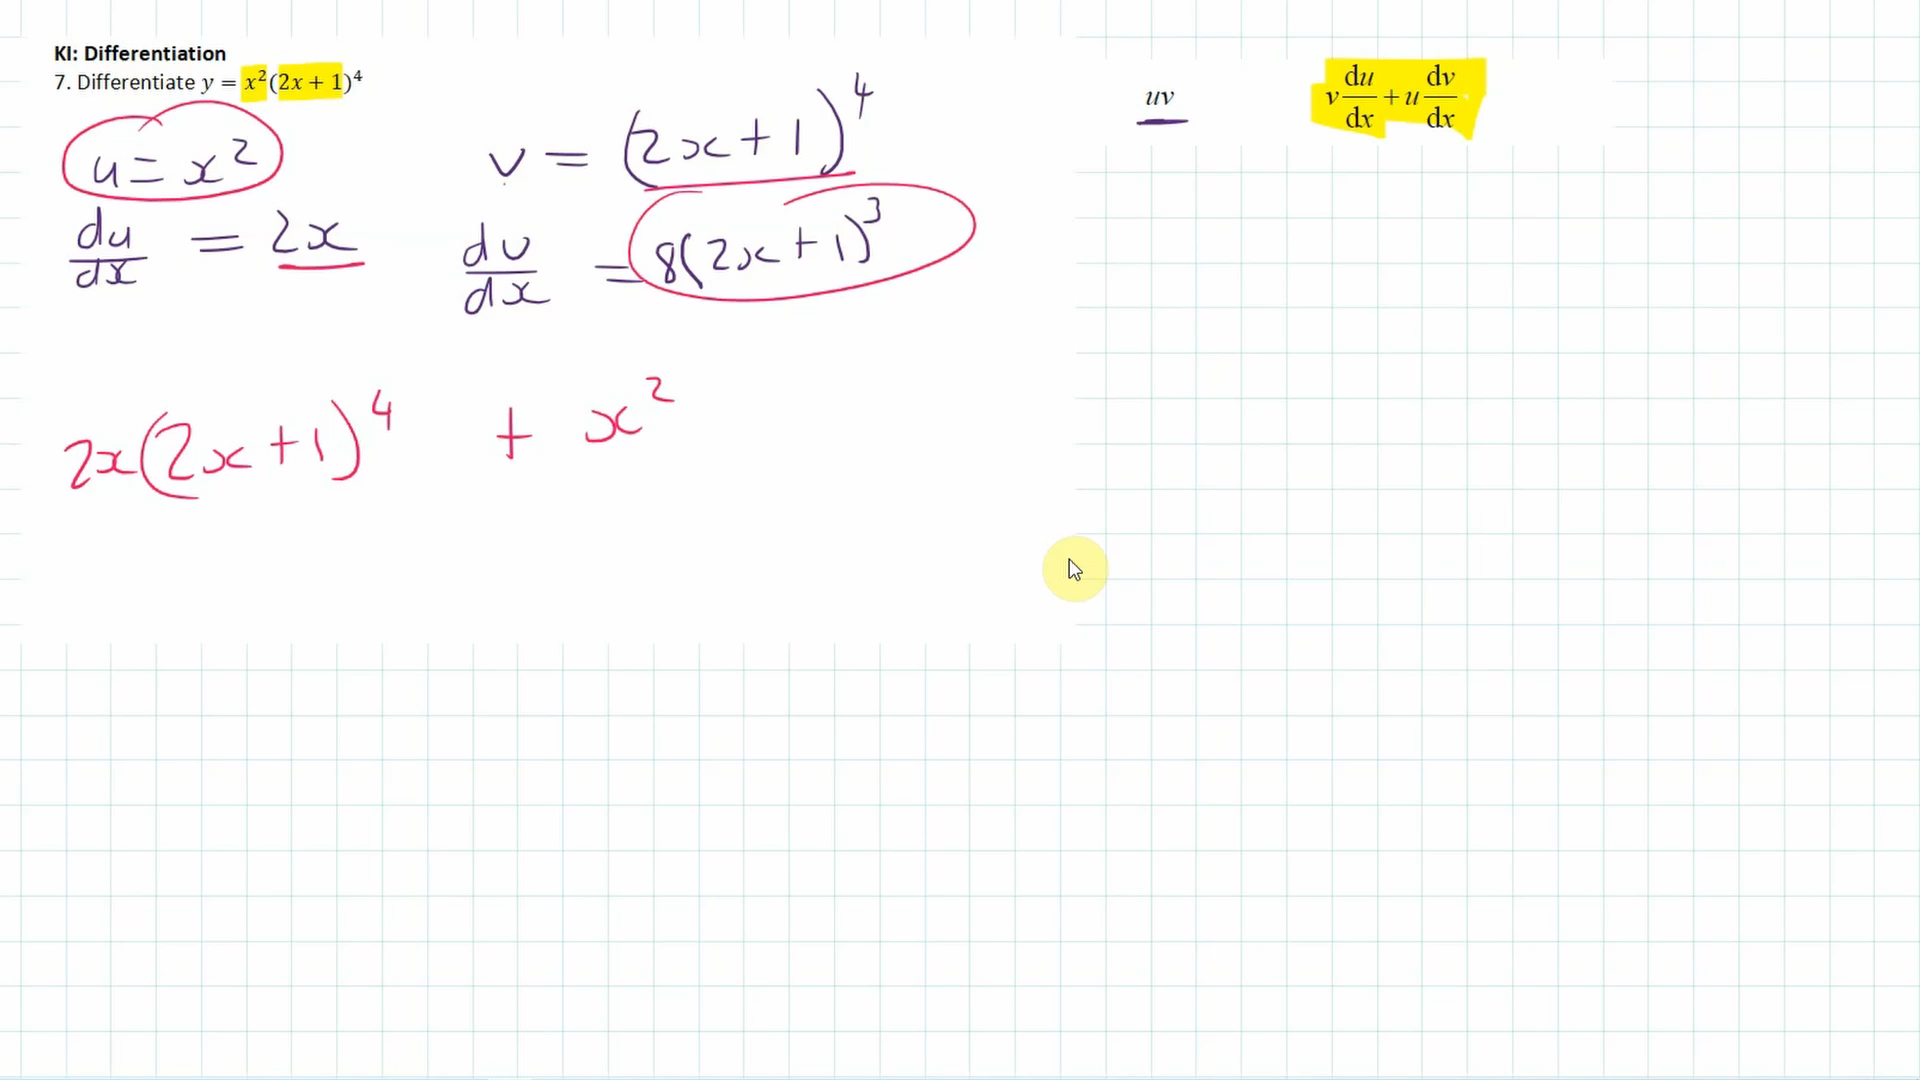 KI: Differentiation
7. Differentiate y = x²(2x + 1)⁴
uv
v du/dx + u dv/dx
u = x²
v = (2x + 1)⁴
du/dx = 2x
dv/dx = 8(2x + 1)³
2x(2x + 1)⁴ + x²